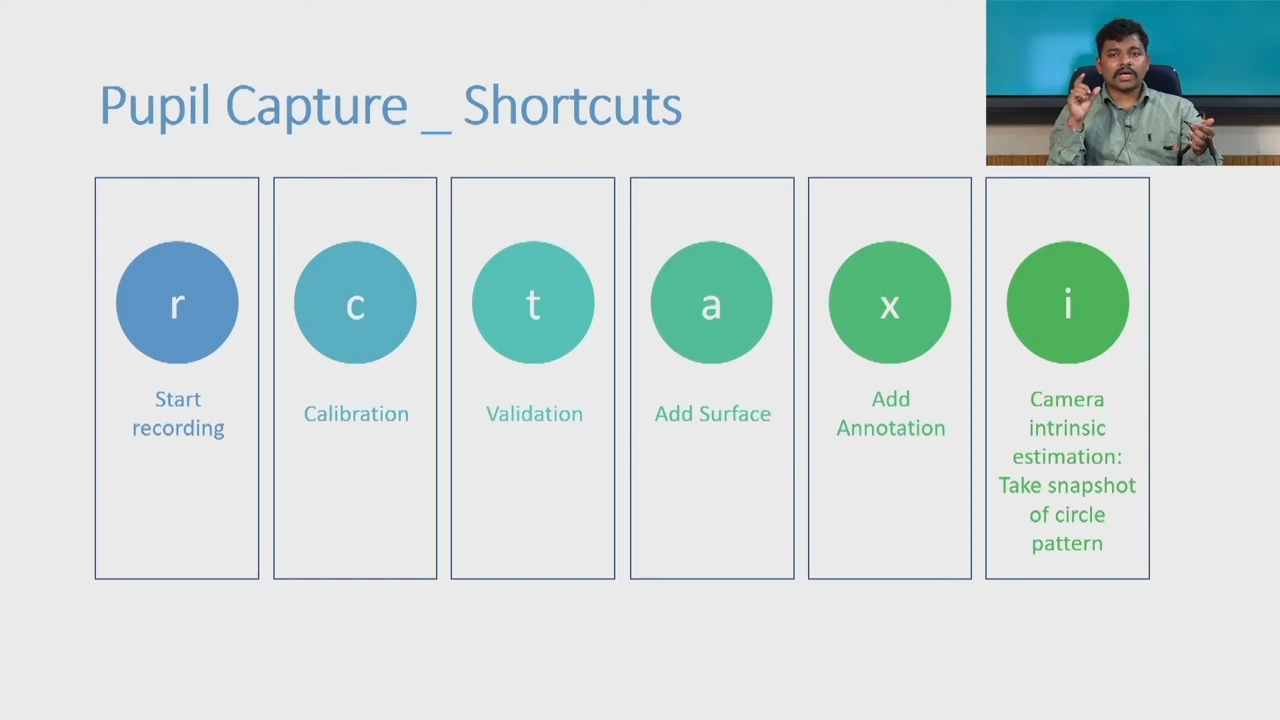 Pupil Capture _ Shortcuts
r
Start
recording
c
Calibration
t
Validation
a
Add Surface
x
Add
Annotation
i
Camera
intrinsic
estimation:
Take snapshot
of circle
pattern